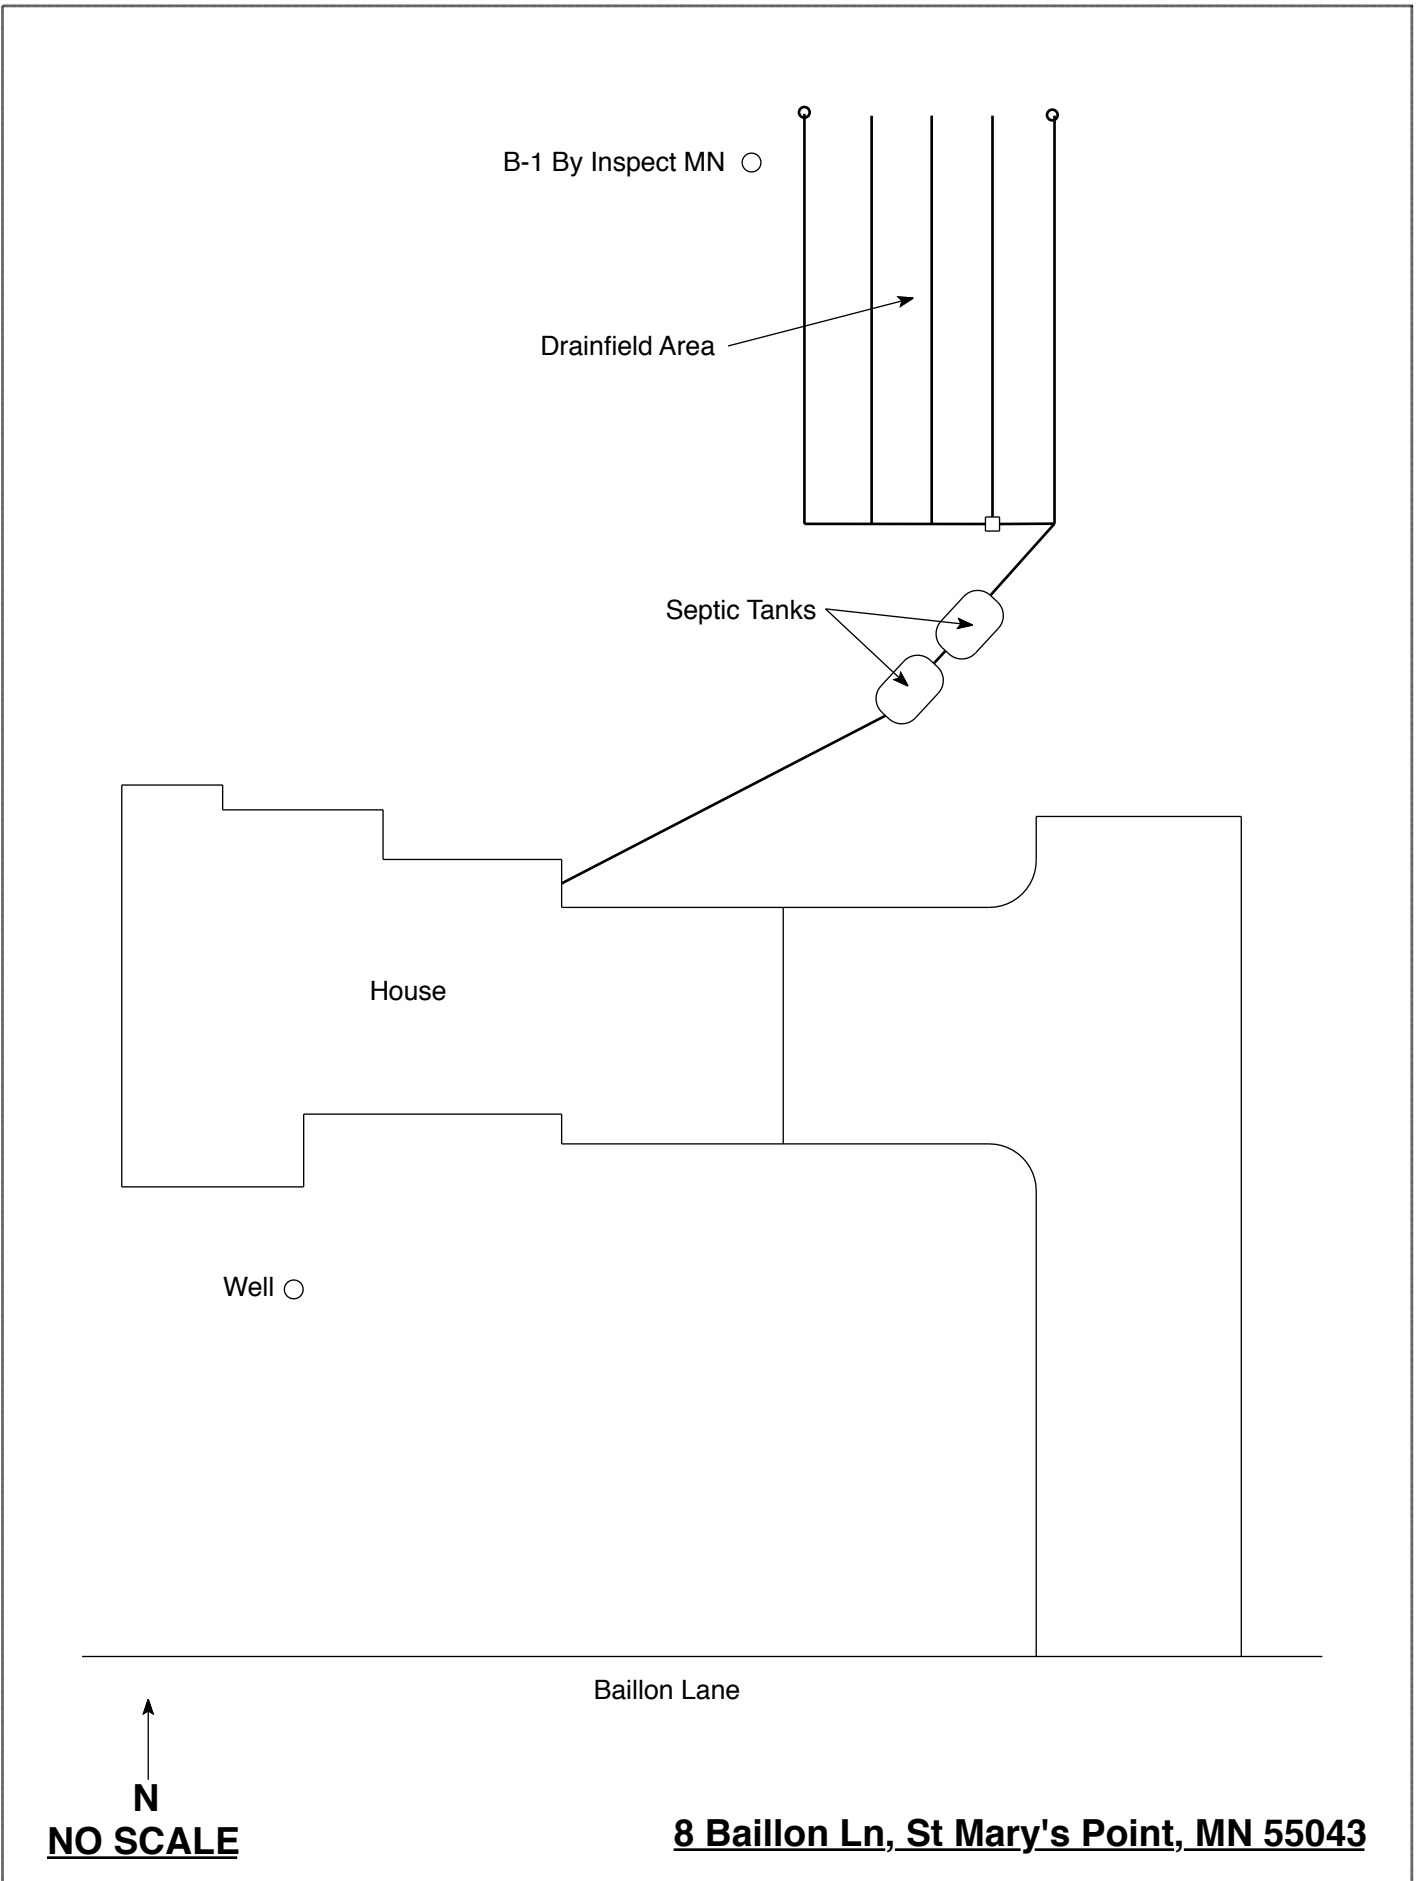 B-1 By Inspect MN
Drainfield Area
Septic Tanks
House
Well
Baillon Lane
N
NO SCALE
8 Baillon Ln, St Mary's Point, MN 55043